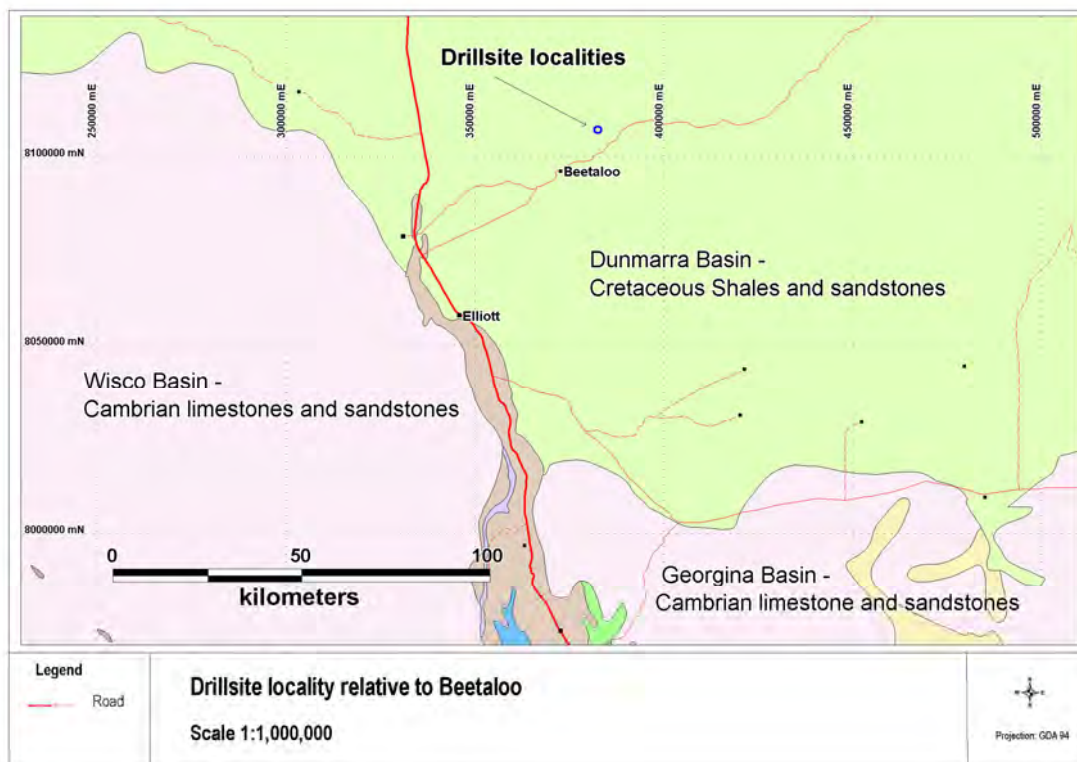 Drillsite localities
250000 mE
300000 mE
350000 mE
400000 mE
450000 mE
500000 mE
8100000 mN
Beetaloo
Dunmarra Basin -
Cretaceous Shales and sandstones
Elliott
8050000 mN
Wisco Basin -
Cambrian limestones and sandstones
8000000 mN
0 50 100
kilometers
Georgina Basin -
Cambrian limestone and sandstones
Legend
Road
Drillsite locality relative to Beetaloo
Scale 1:1,000,000
Projection: GDA 94